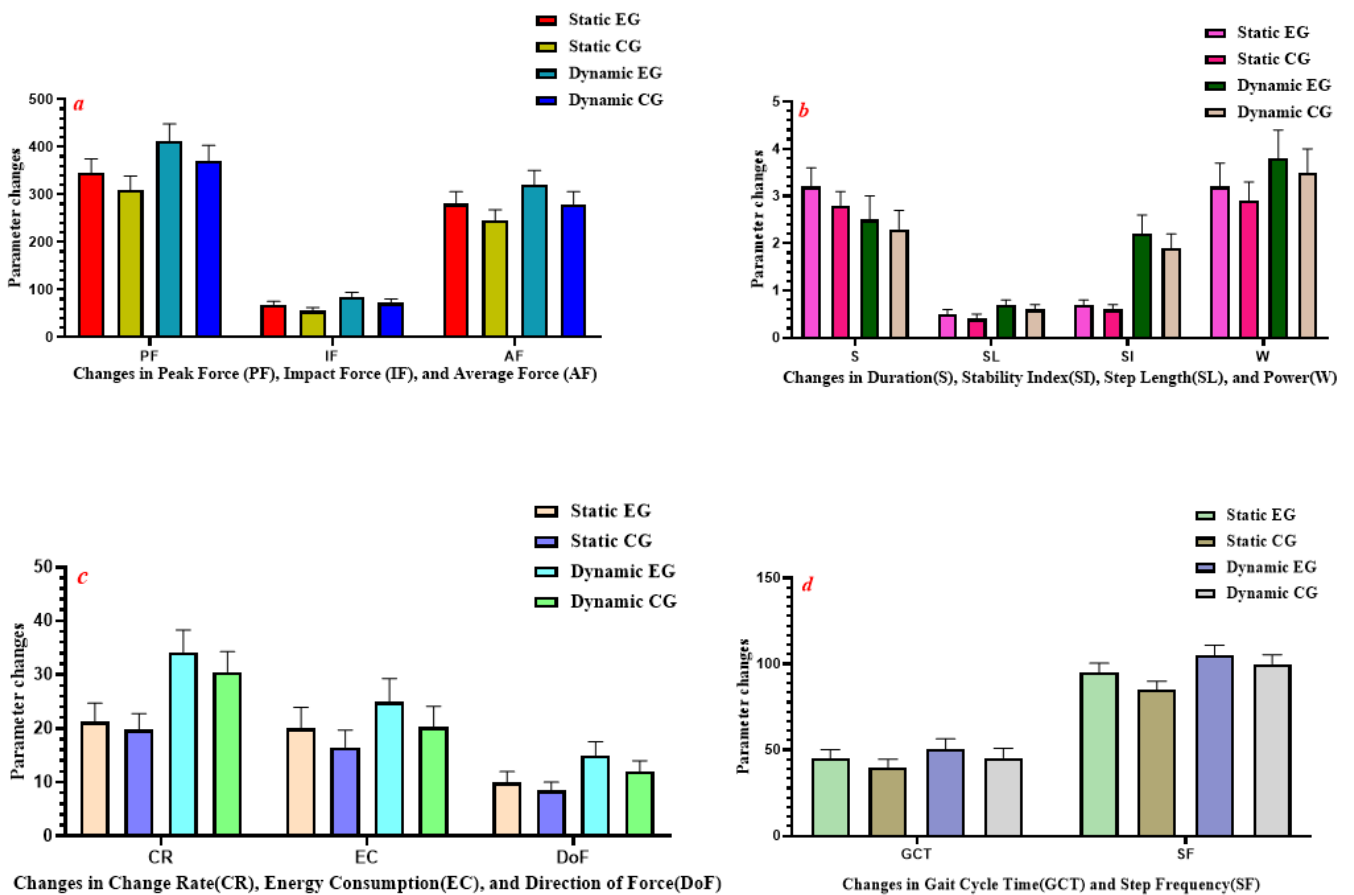 Static EG
Static CG
Dynamic EG
Dynamic CG
a
Parameter changes
500
400
300
200
100
0
PF IF AF
Changes in Peak Force (PF), Impact Force (IF), and Average Force (AF)
Static EG
Static CG
Dynamic EG
Dynamic CG
b
Parameter changes
5
4
3
2
1
0
S SL SI W
Changes in Duration(S), Stability Index(SI), Step Length(SL), and Power(W)
Static EG
Static CG
Dynamic EG
Dynamic CG
c
Parameter changes
50
40
30
20
10
0
CR EC DoF
Changes in Change Rate(CR), Energy Consumption(EC), and Direction of Force(DoF)
Static EG
Static CG
Dynamic EG
Dynamic CG
d
Parameter changes
150
100
50
0
GCT SF
Changes in Gait Cycle Time(GCT) and Step Frequency(SF)